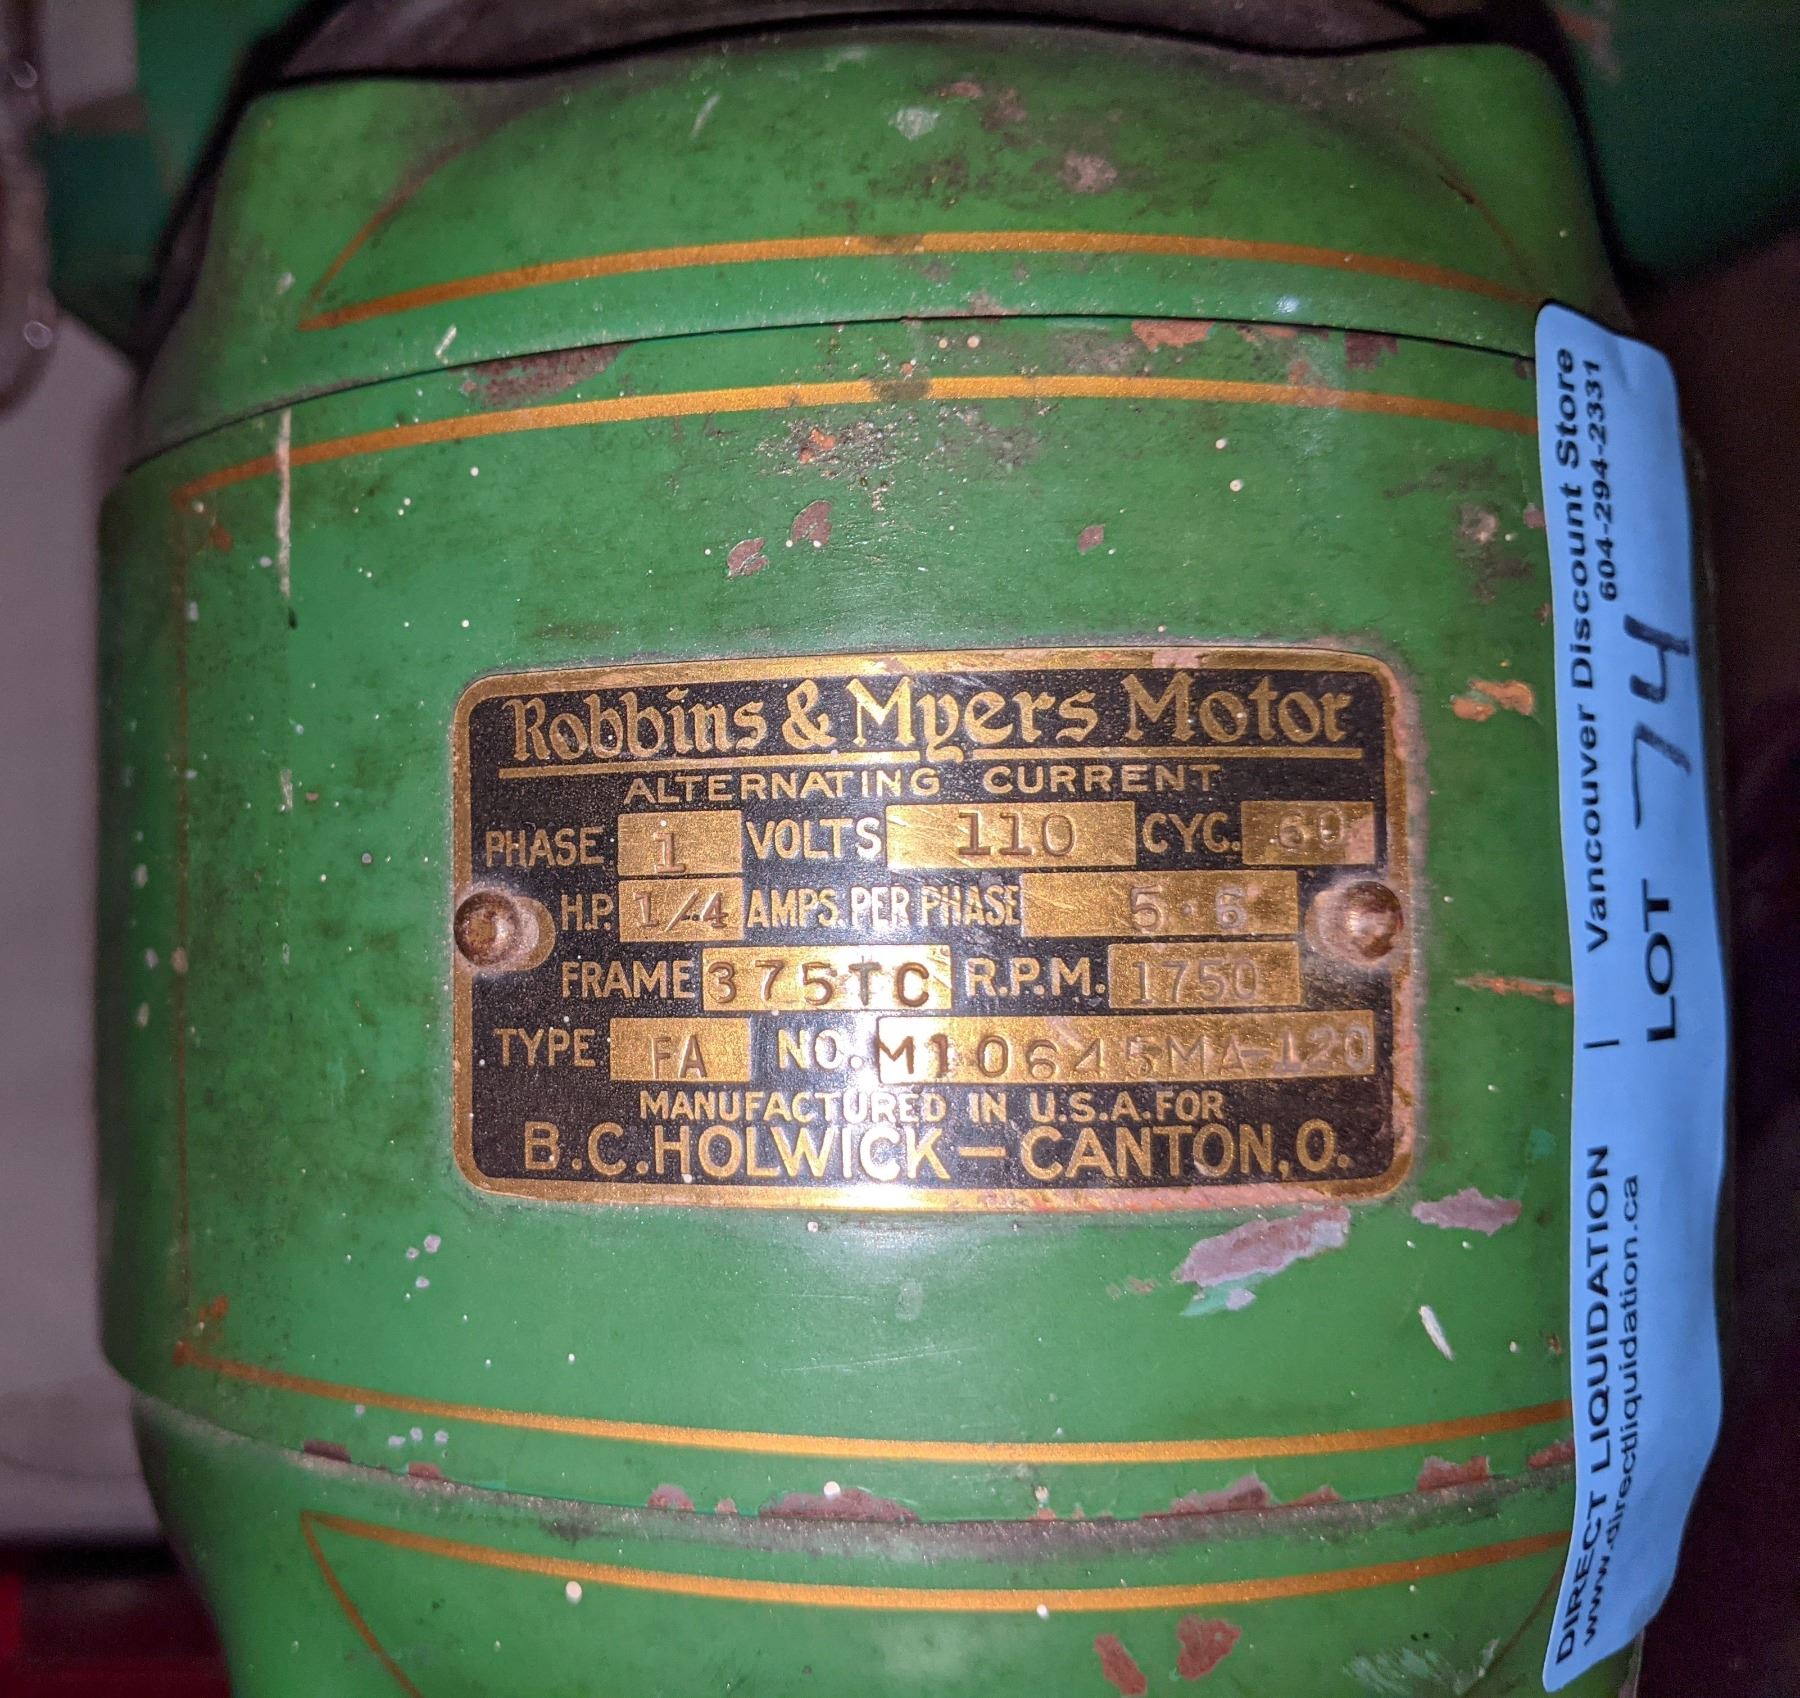 Robbins & Myers Motor
ALTERNATING CURRENT
PHASE 1 VOLTS 110 CYC. 60
H.P. 1/4 AMPS. PER PHASE 5.6
FRAME 375TC R.P.M. 1750
TYPE FA NO. M10645MA-120
MANUFACTURED IN U.S.A. FOR
B.C. HOLWICK - CANTON, O.
DIRECT LIQUIDATION | Vancouver Discount Store
www.directliquidation.ca 604-294-2331
LOT 74